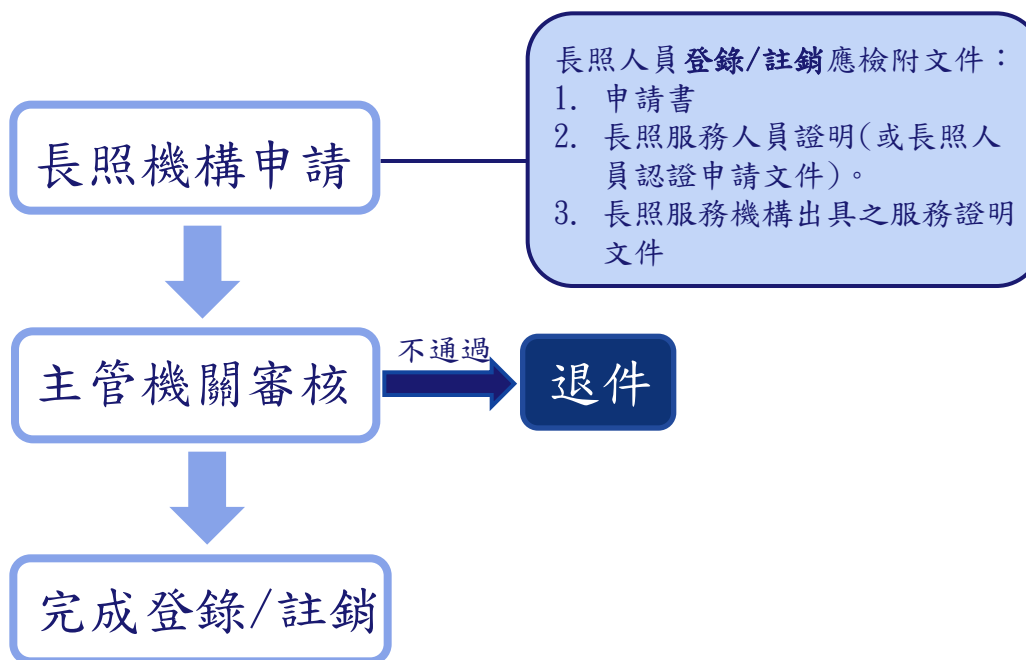 長照人員登錄/註銷應檢附文件：
1. 申請書
2. 長照服務人員證明(或長照人
員認證申請文件)。
3. 長照服務機構出具之服務證明
文件
長照機構申請
主管機關審核
不通過
退件
完成登錄/註銷